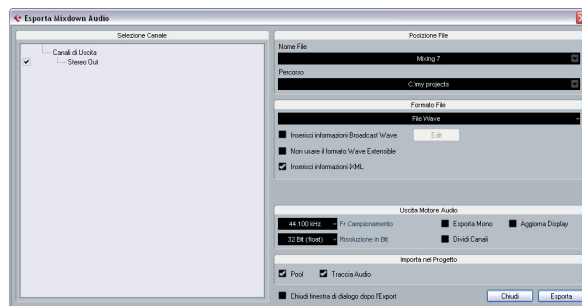 Esporta Mixdown Audio
Selezione Canale
Canali di Uscita
Stereo Out
Posizione File
Nome File
Mixing 7
Percorso
C:\my projects
Formato File
File Wave
Inserisci informazioni Broadcast Wave
Edit
Non usare il formato Wave Extensible
Inserisci informazioni iXML
Uscita Motore Audio
44.100 kHz Fr Campionamento Esporta Mono Aggiorna Display
32 Bit (float) Risoluzione in Bit Dividi Canali
Importa nel Progetto
Pool Traccia Audio
Chiudi finestra di dialogo dopo l'Export Chiudi Esporta